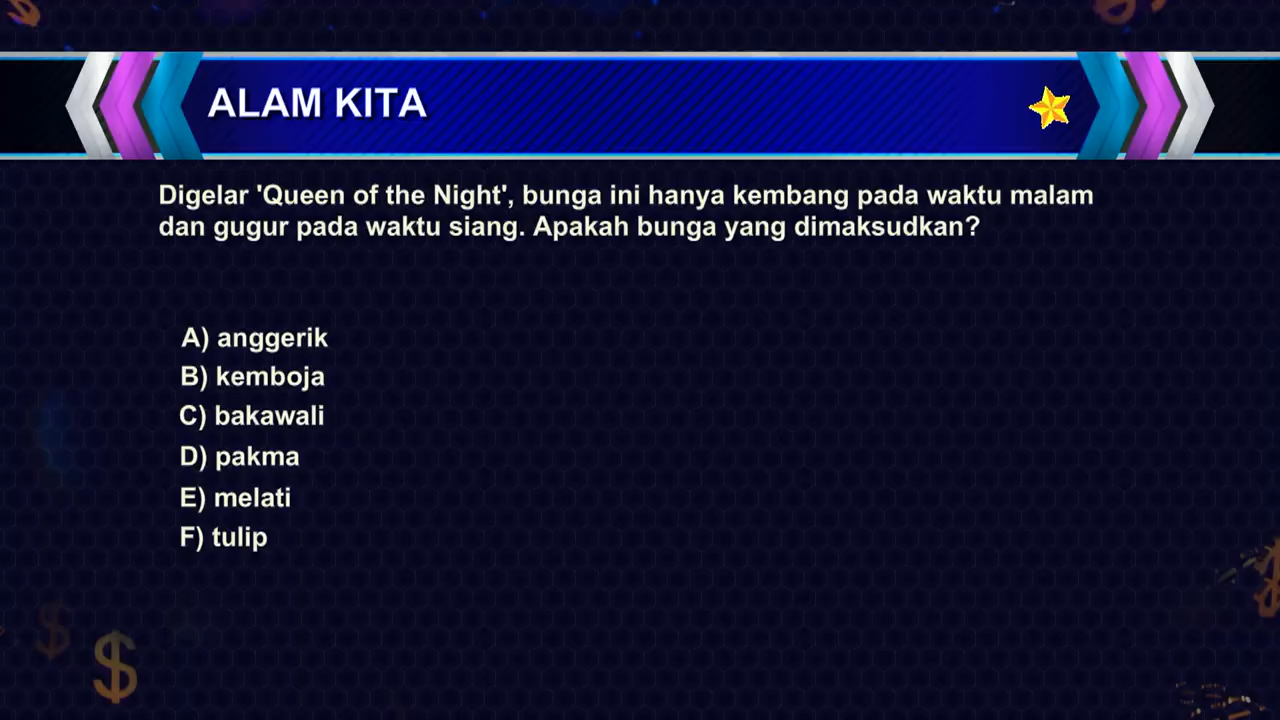 ALAM KITA
Digelar 'Queen of the Night', bunga ini hanya kembang pada waktu malam
dan gugur pada waktu siang. Apakah bunga yang dimaksudkan?
A) anggerik
B) kemboja
C) bakawali
D) pakma
E) melati
F) tulip